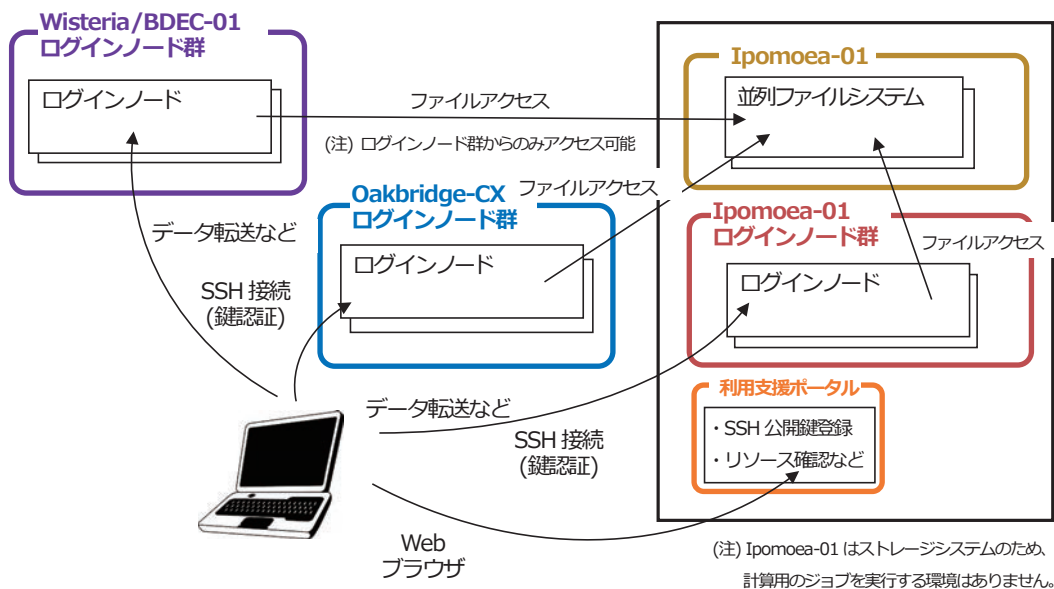 Wisteria/BDEC-01
ログインノード群
ログインノード
ファイルアクセス
(注) ログインノード群からのみアクセス可能
Ipomoea-01
並列ファイルシステム
Oakbridge-CX
ログインノード群
ファイルアクセス
ログインノード
Ipomoea-01
ログインノード群
ファイルアクセス
ログインノード
データ転送など
SSH 接続
(鍵認証)
データ転送など
SSH 接続
(鍵認証)
利用支援ポータル
・SSH 公開鍵登録
・リソース確認など
Web
ブラウザ
(注) Ipomoea-01 はストレージシステムのため、
計算用のジョブを実行する環境はありません。